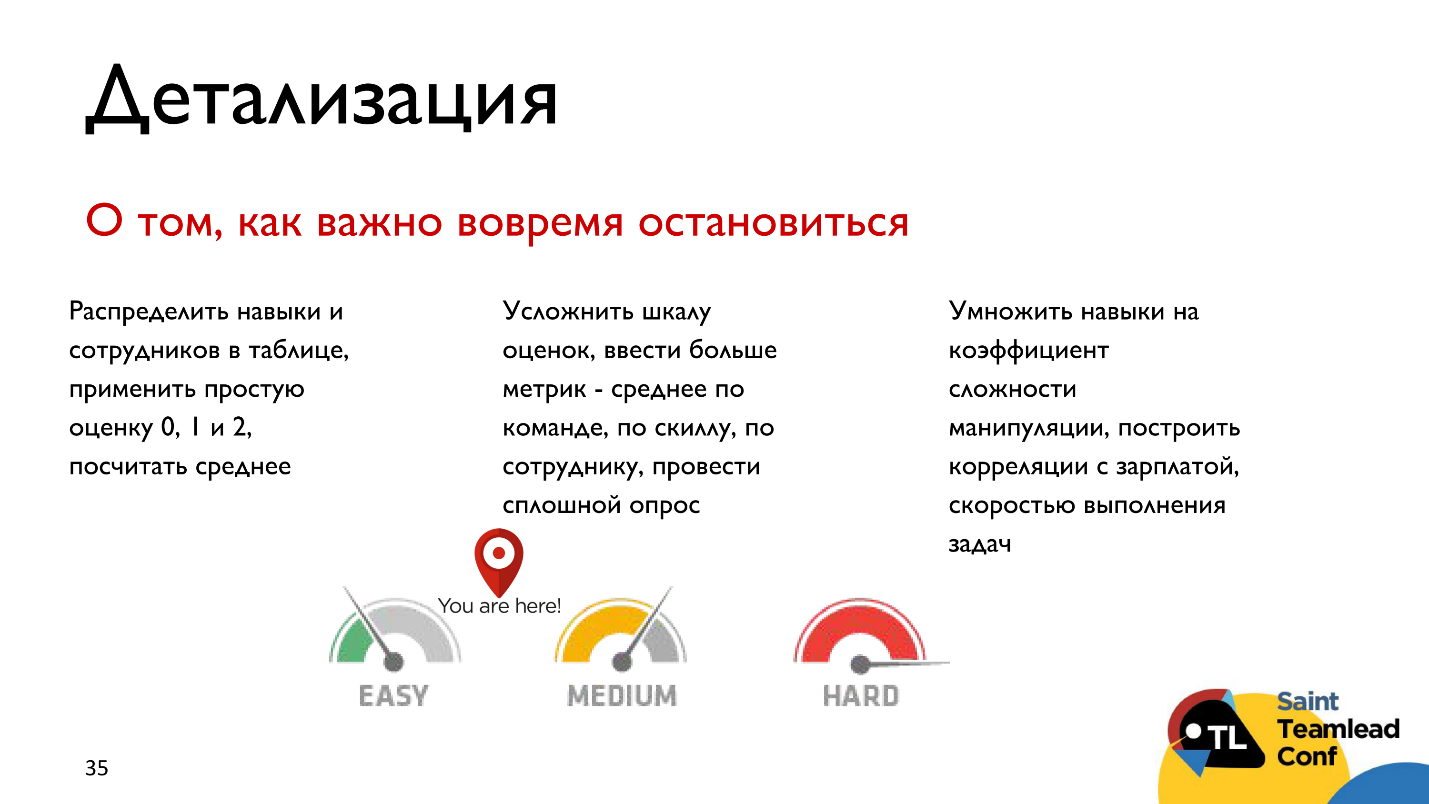 Детализация
О том, как важно вовремя остановиться
Распределить навыки и
сотрудников в таблице,
применить простую
оценку 0, 1 и 2,
посчитать среднее
Усложнить шкалу
оценок, ввести больше
метрик - среднее по
команде, по скиллу, по
сотруднику, провести
сплошной опрос
Умножить навыки на
коэффициент
сложности
манипуляции, построить
корреляции с зарплатой,
скоростью выполнения
задач
You are here!
EASY
MEDIUM
HARD
TL
Saint
Teamlead
Conf
35